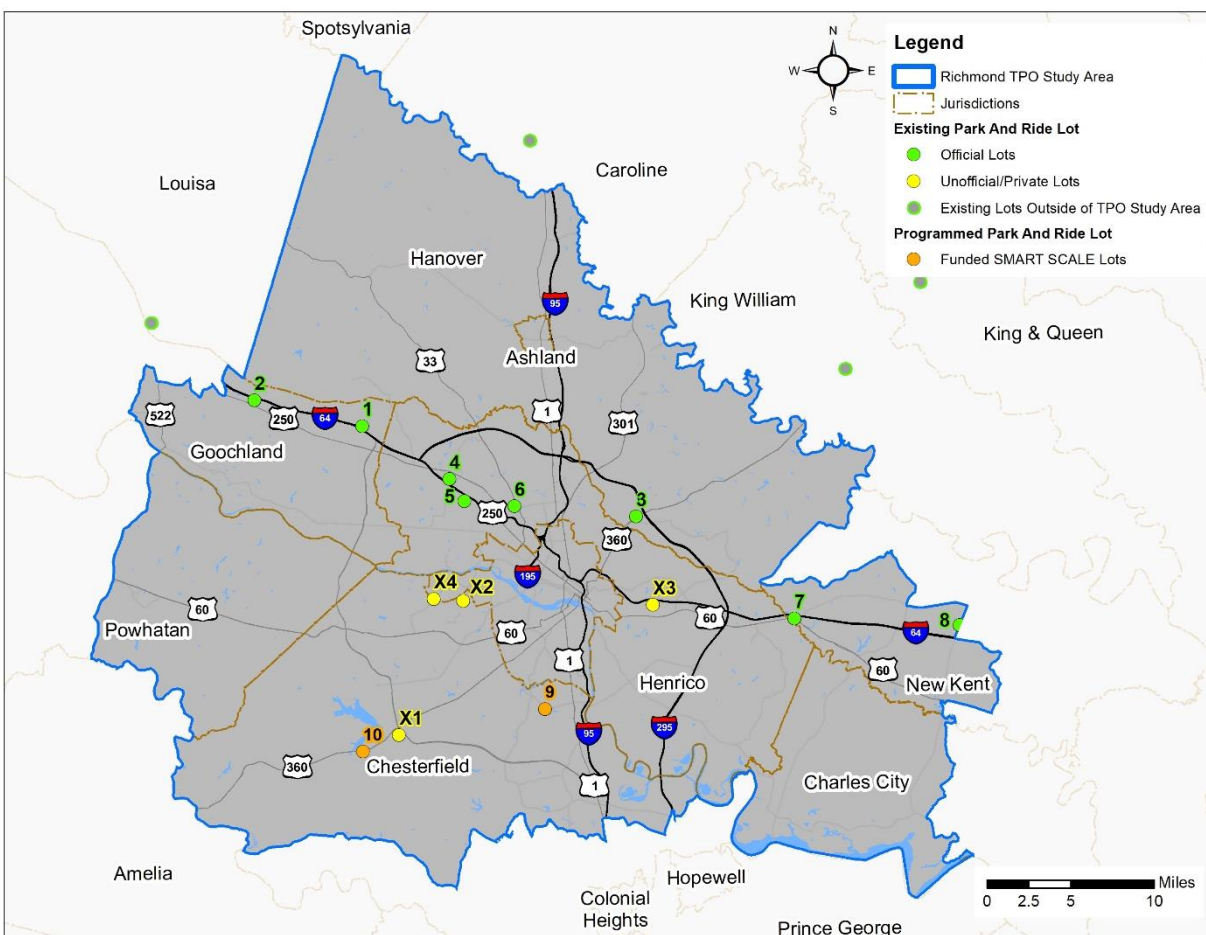 Spotsylvania
Louisa
Caroline
Hanover
King William
King & Queen
Ashland
Goochland
Powhatan
Henrico
New Kent
Chesterfield
Charles City
Amelia
Hopewell
Colonial
Heights
Prince George
N
W
E
S
Legend
Richmond TPO Study Area
Jurisdictions
Existing Park And Ride Lot
Official Lots
Unofficial/Private Lots
Existing Lots Outside of TPO Study Area
Programmed Park And Ride Lot
Funded SMART SCALE Lots
95
33
1
301
2
1
522
250
64
4
5
6
250
3
360
195
X4
X2
X3
60
60
60
7
8
64
60
1
9
X1
10
95
295
360
1
Miles
0
2.5
5
10